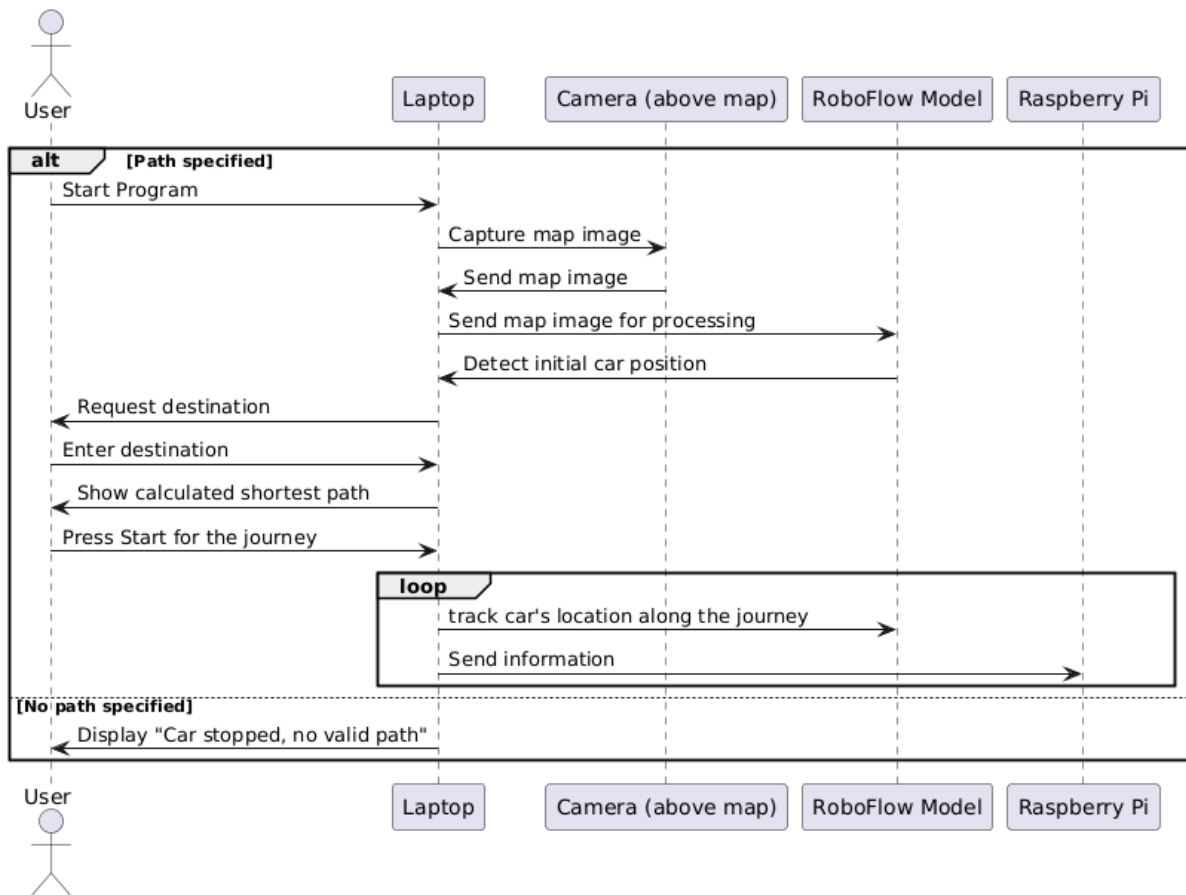 User
Laptop
Camera (above map)
RoboFlow Model
Raspberry Pi
alt
[Path specified]
Start Program
Capture map image
Send map image
Send map image for processing
Detect initial car position
Request destination
Enter destination
Show calculated shortest path
Press Start for the journey
loop
track car's location along the journey
Send information
[No path specified]
Display "Car stopped, no valid path"
User
Laptop
Camera (above map)
RoboFlow Model
Raspberry Pi